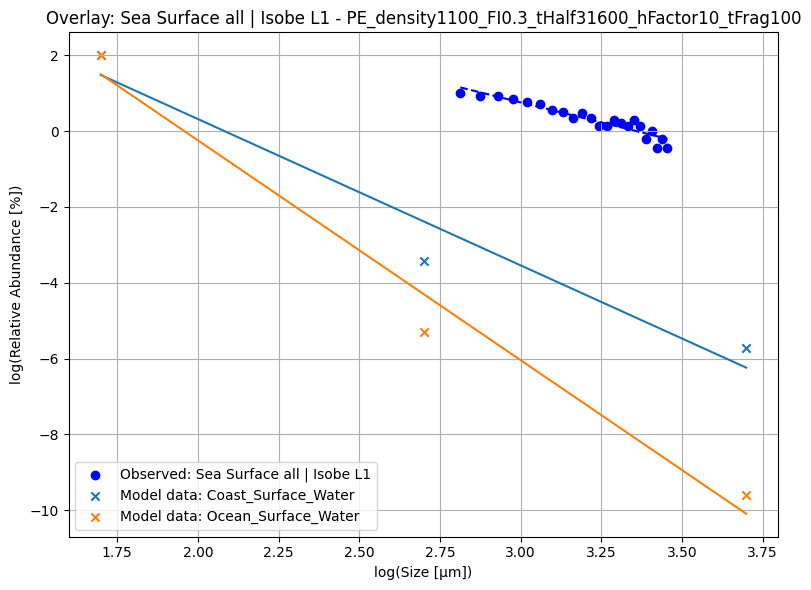 Overlay: Sea Surface all | Isobe L1 - PE_density1100_FI0.3_tHalf31600_hFactor10_tFrag100
log(Relative Abundance [%])
2
0
−2
−4
−6
−8
−10
Observed: Sea Surface all | Isobe L1
Model data: Coast_Surface_Water
Model data: Ocean_Surface_Water
1.75
2.00
2.25
2.50
2.75
3.00
3.25
3.50
3.75
log(Size [μm])